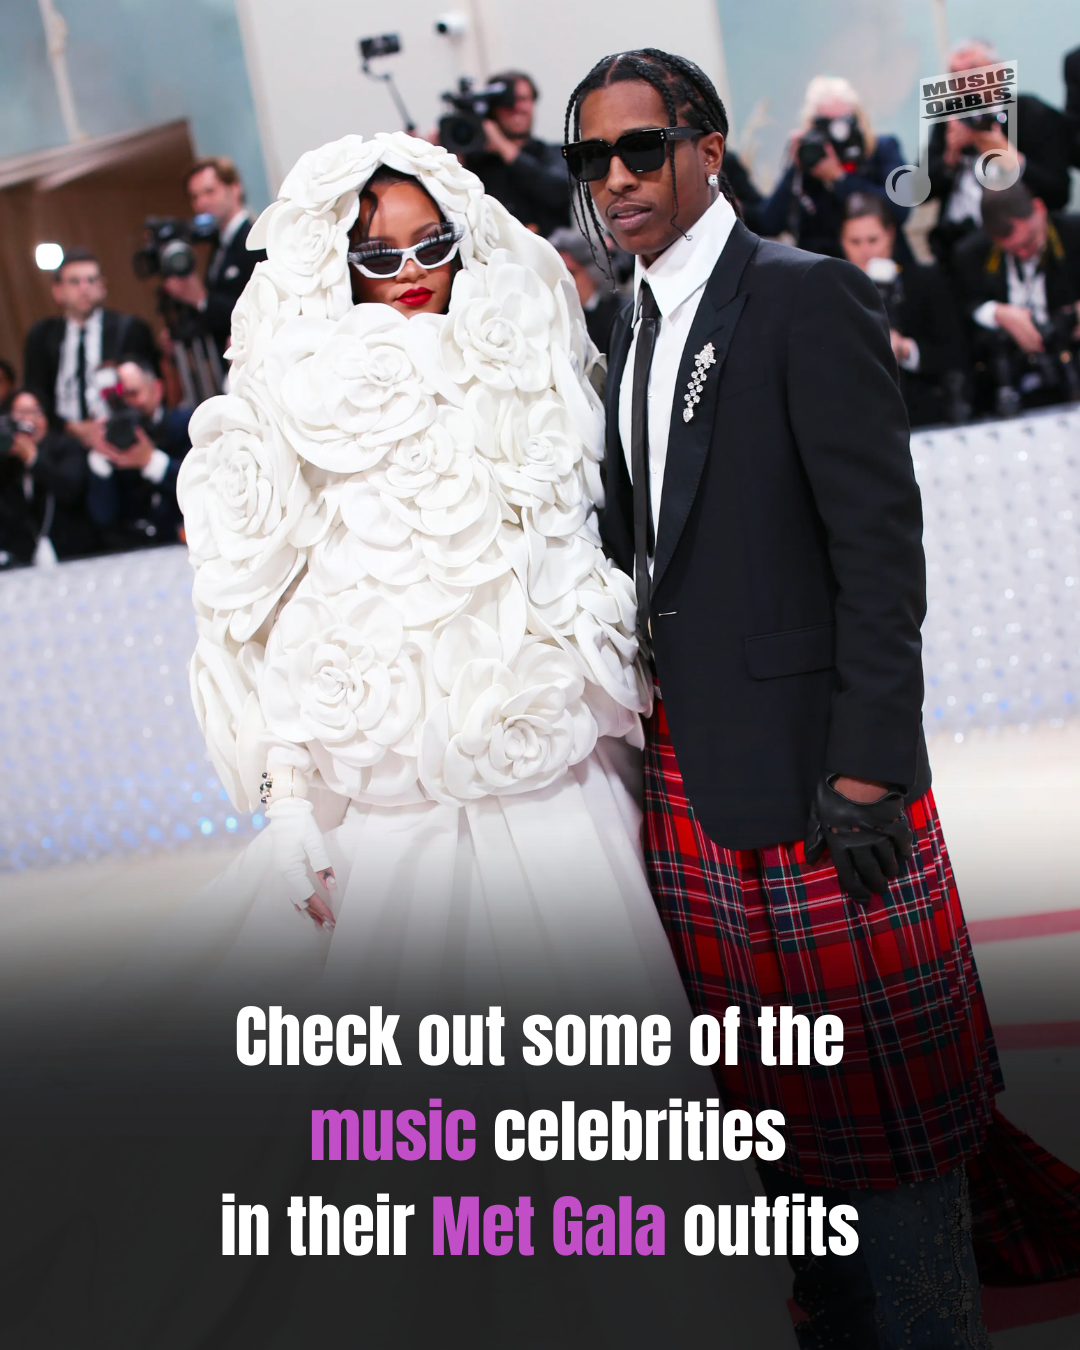 MUSIC
ORBIS
Check out some of the
music celebrities
in their Met Gala outfits